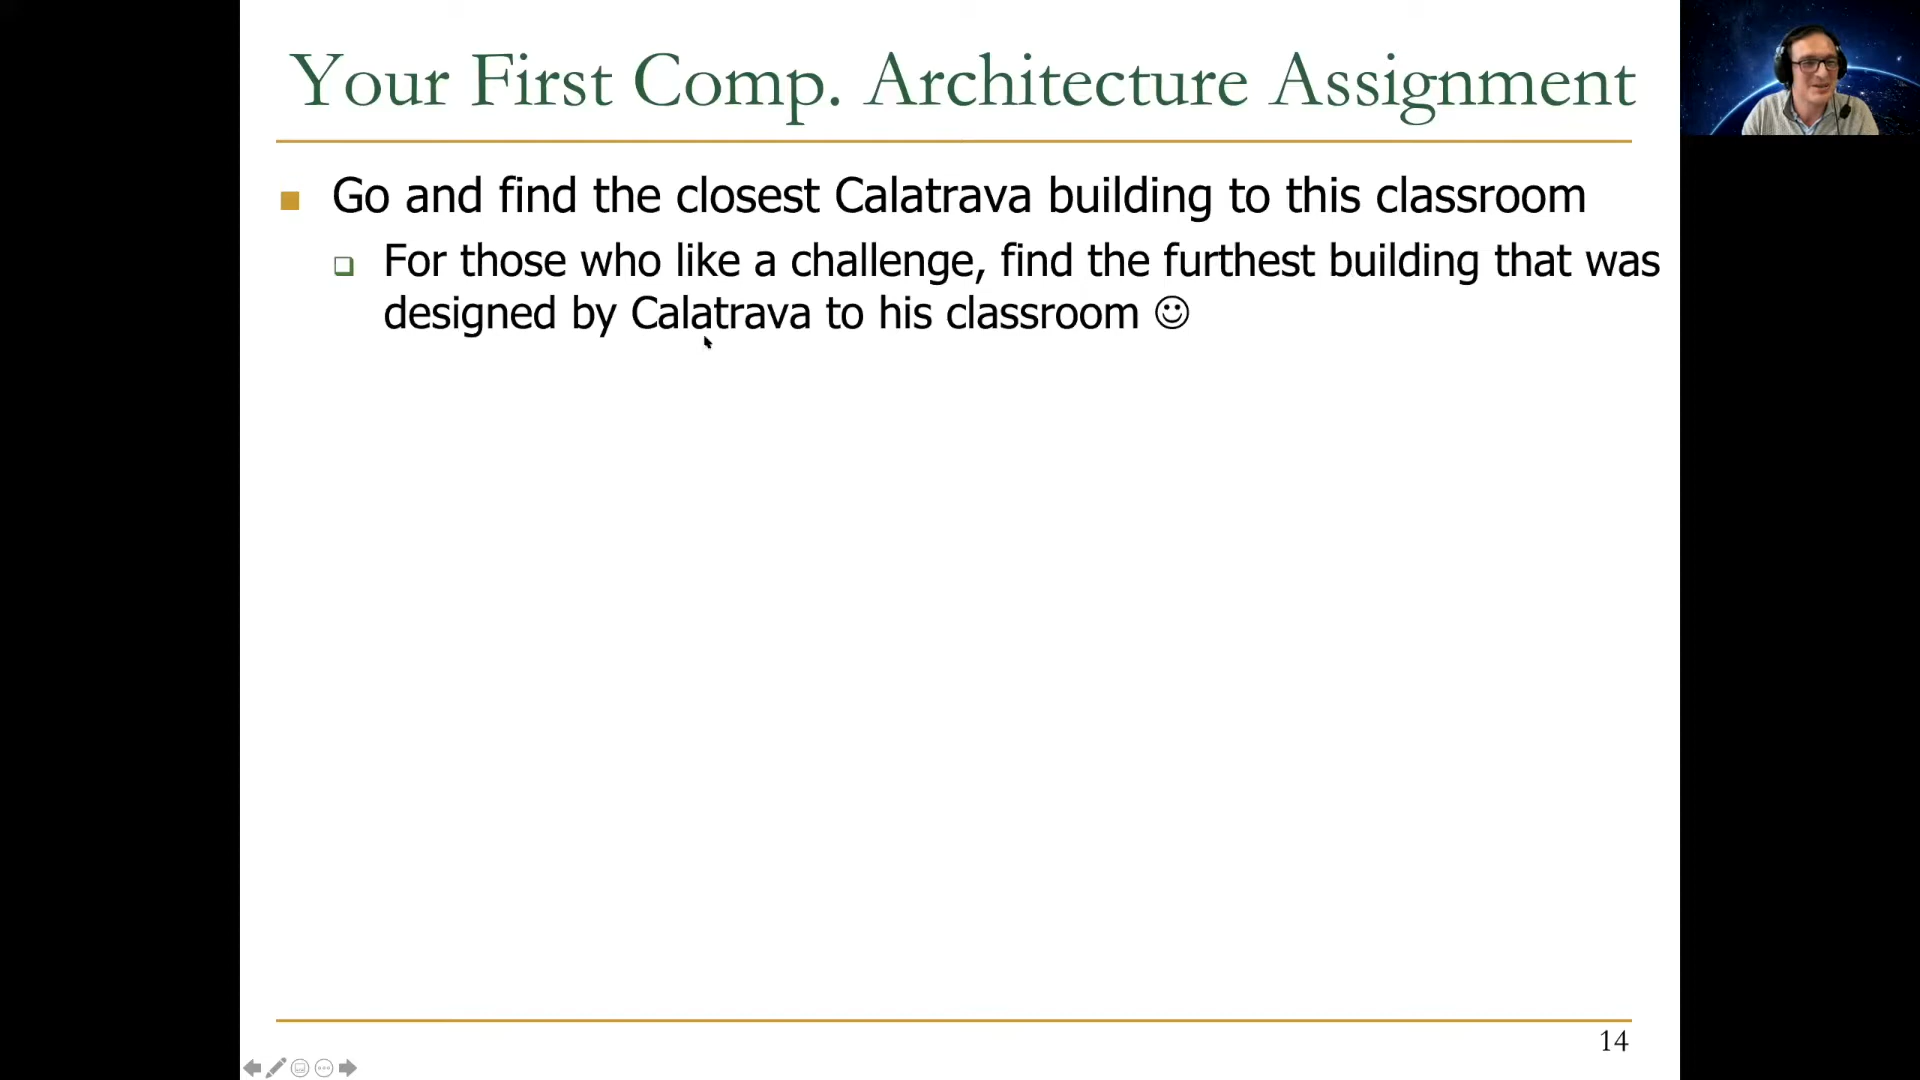 Your First Comp. Architecture Assignment
Go and find the closest Calatrava building to this classroom
For those who like a challenge, find the furthest building that was
designed by Calatrava to his classroom ☺
14